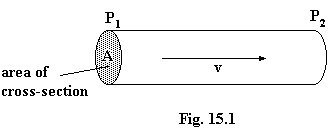 P1 P2
A
v
area of
cross-section
Fig. 15.1